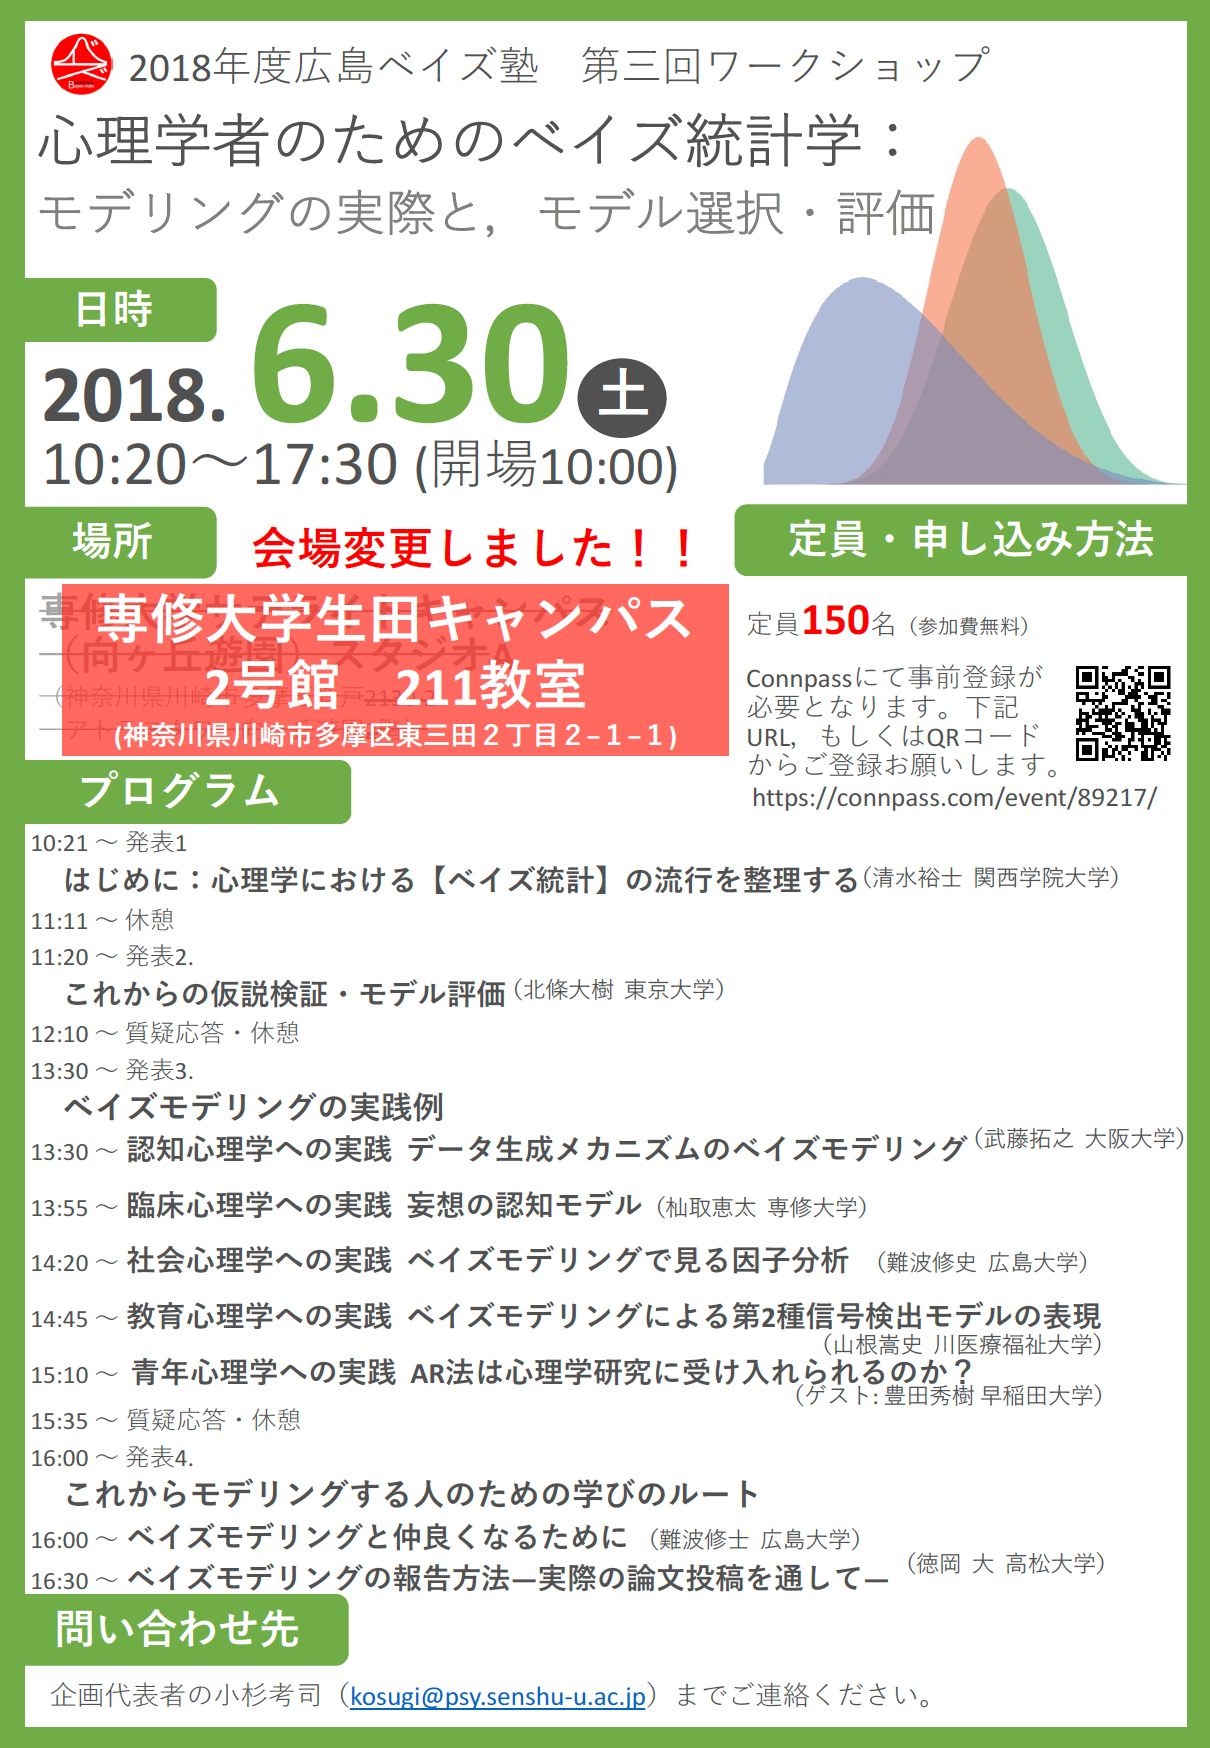 2018年度広島ベイズ塾　第三回ワークショップ
心理学者のためのベイズ統計学：
モデリングの実際と，モデル選択・評価
日時
2018. 6.30 土
10:20～17:30 (開場10:00)
場所
会場変更しました！！
専修大学生田キャンパス
2号館　211教室
(神奈川県川崎市多摩区東三田２丁目２−１−１)
定員・申し込み方法
定員150名（参加費無料）
Connpassにて事前登録が
必要となります。下記
URL，もしくはQRコード
からご登録お願いします。
https://connpass.com/event/89217/
プログラム
10:21 ～ 発表1
はじめに：心理学における【ベイズ統計】の流行を整理する（清水裕士 関西学院大学）
11:11 ～ 休憩
11:20 ～ 発表2.
これからの仮説検証・モデル評価（北條大樹 東京大学）
12:10 ～ 質疑応答・休憩
13:30 ～ 発表3.
ベイズモデリングの実践例
13:30 ～ 認知心理学への実践 データ生成メカニズムのベイズモデリング（武藤拓之 大阪大学）
13:55 ～ 臨床心理学への実践 妄想の認知モデル（杣取恵太 専修大学）
14:20 ～ 社会心理学への実践 ベイズモデリングで見る因子分析 （難波修史 広島大学）
14:45 ～ 教育心理学への実践 ベイズモデリングによる第2種信号検出モデルの表現
（山根嵩史 川医療福祉大学）
15:10 ～ 青年心理学への実践 AR法は心理学研究に受け入れられるのか？
（ゲスト: 豊田秀樹 早稲田大学）
15:35 ～ 質疑応答・休憩
16:00 ～ 発表4.
これからモデリングする人のための学びのルート
16:00 ～ ベイズモデリングと仲良くなるために （難波修士 広島大学）
16:30 ～ ベイズモデリングの報告方法―実際の論文投稿を通して― （徳岡 大 高松大学）
問い合わせ先
企画代表者の小杉考司（kosugi@psy.senshu-u.ac.jp）までご連絡ください。